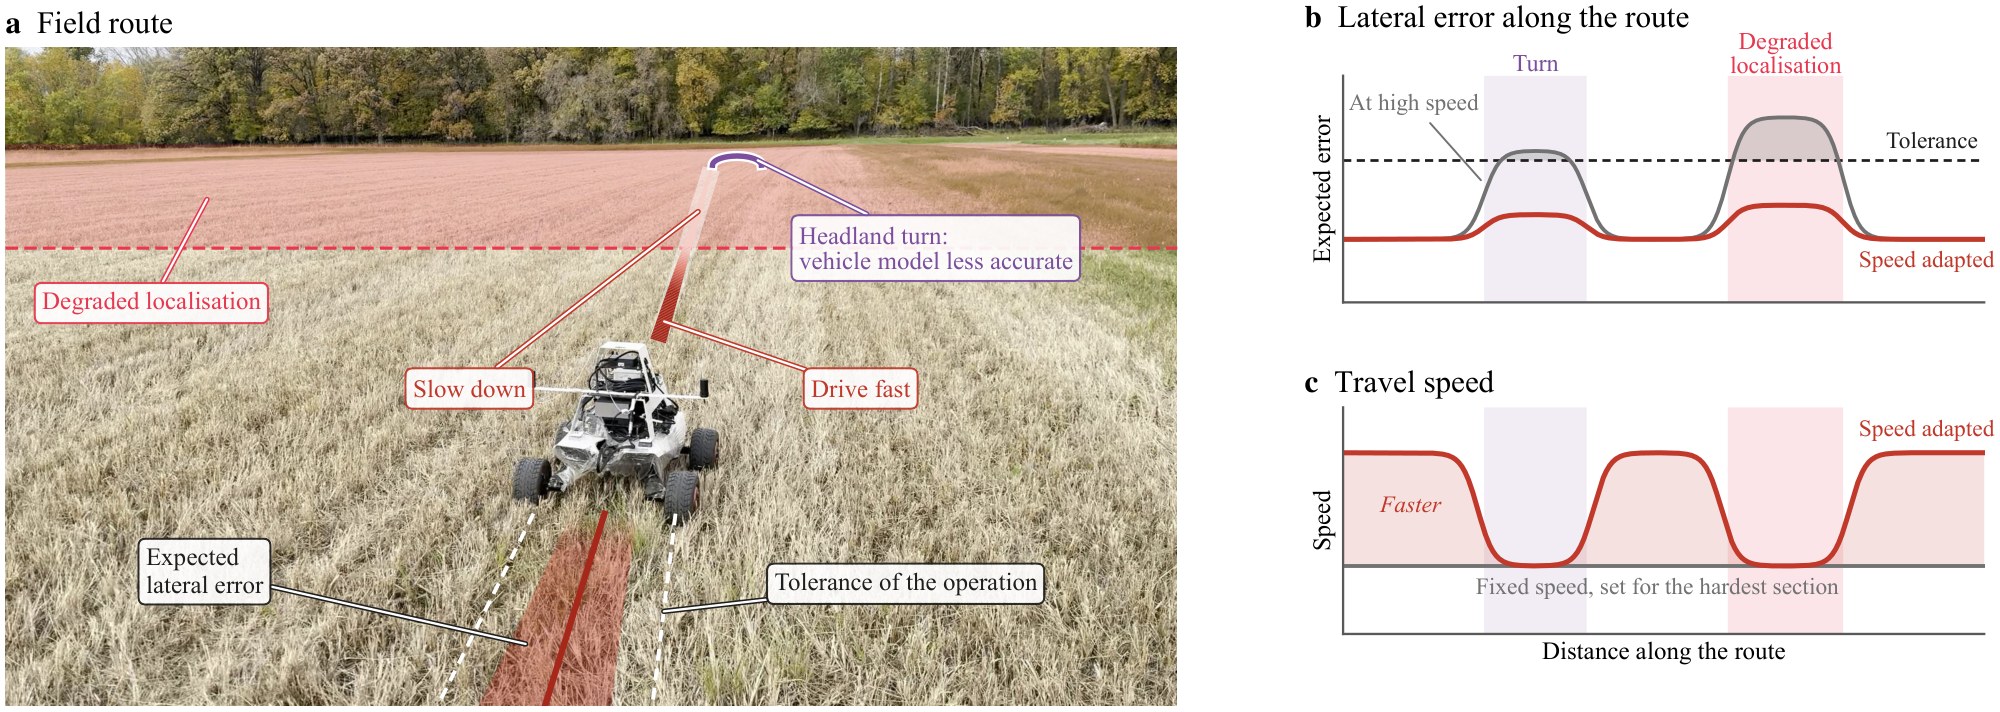 a Field route
Degraded localisation
Headland turn:
vehicle model less accurate
Slow down
Drive fast
Expected
lateral error
Tolerance of the operation
b Lateral error along the route
Turn
Degraded
localisation
At high speed
Tolerance
Expected error
Speed adapted
c Travel speed
Speed adapted
Faster
Speed
Fixed speed, set for the hardest section
Distance along the route